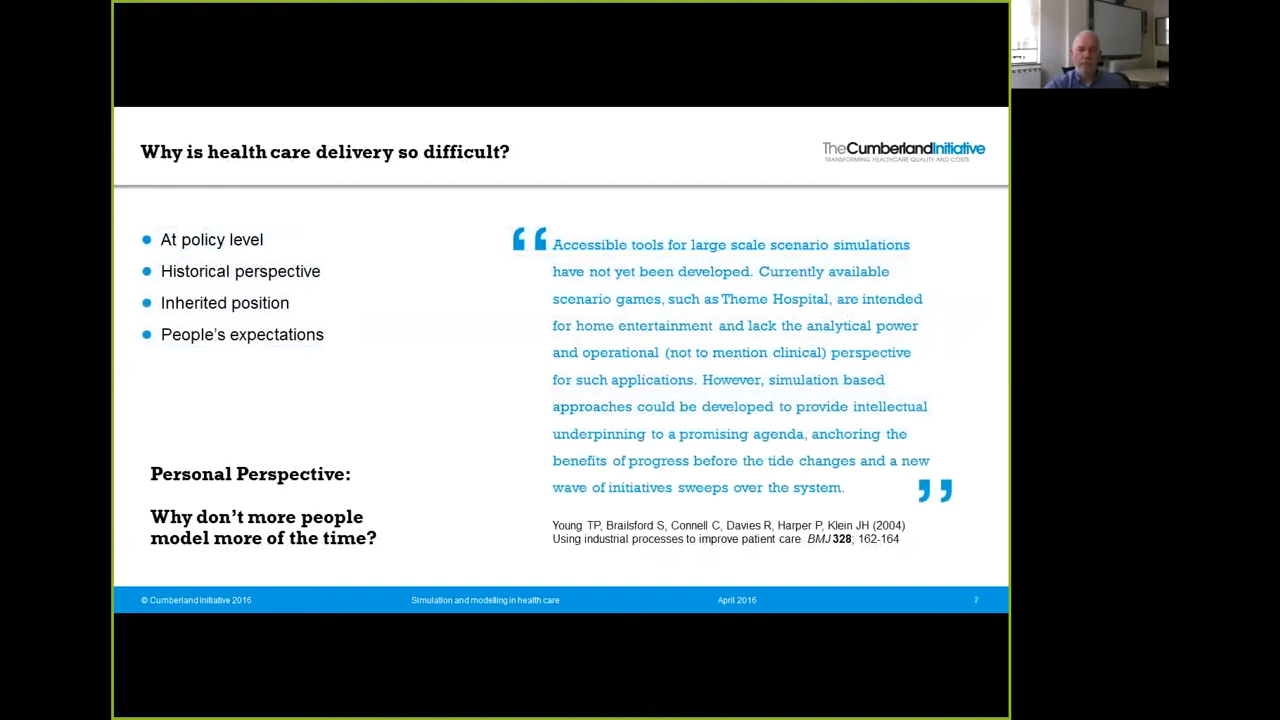 Why is health care delivery so difficult?
TheCumberlandInitiative
TRANSFORMING HEALTHCARE QUALITY AND COSTS
At policy level
Historical perspective
Inherited position
People’s expectations
Personal Perspective:
Why don’t more people
model more of the time?
“Accessible tools for large scale scenario simulations
have not yet been developed. Currently available
scenario games, such as Theme Hospital, are intended
for home entertainment and lack the analytical power
and operational (not to mention clinical) perspective
for such applications. However, simulation based
approaches could be developed to provide intellectual
underpinning to a promising agenda, anchoring the
benefits of progress before the tide changes and a new
wave of initiatives sweeps over the system. ”
Young TP, Brailsford S, Connell C, Davies R, Harper P, Klein JH (2004)
Using industrial processes to improve patient care BMJ 328; 162-164
© Cumberland Initiative 2016
Simulation and modelling in health care
April 2016
7